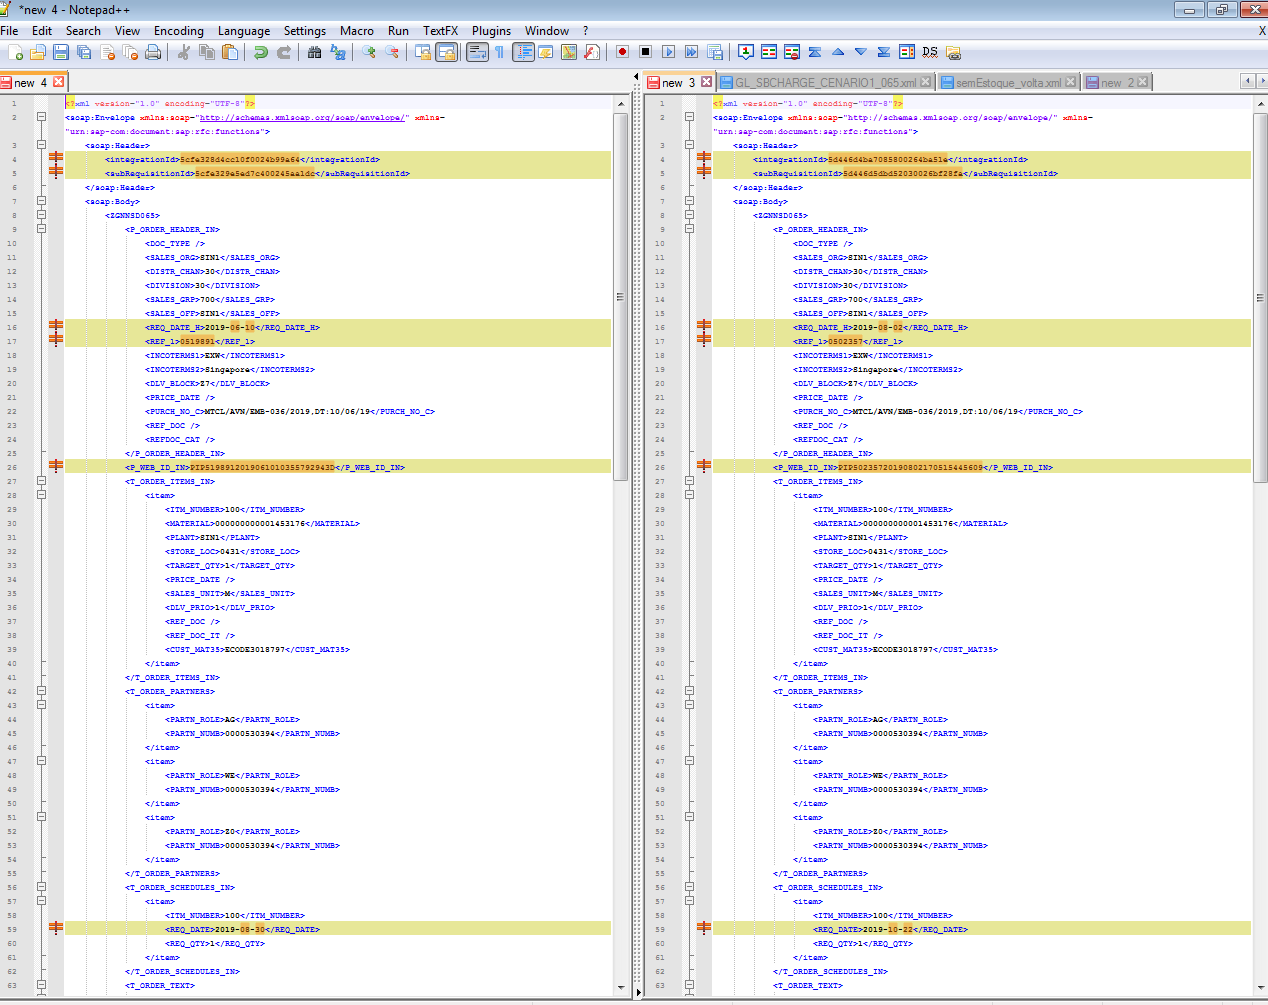 *new  4 - Notepad++
File Edit Search View Encoding Language Settings Macro Run TextFX Plugins Window ? X
new  4
1 <?xml version="1.0" encoding="UTF-8"?>
2 <soap:Envelope xmlns:soap="http://schemas.xmlsoap.org/soap/envelope/" xmlns=
"urn:sap-com:document:sap:rfc:functions">
3 <soap:Header>
4 <integrationId>5cfe328d4cc10f0024b99e64</integrationId>
5 <subRequisitionId>5cfe329e5ed7c400245ea1dc</subRequisitionId>
6 </soap:Header>
7 <soap:Body>
8 <ZGNNSD065>
9 <P_ORDER_HEADER_IN>
10 <DOC_TYPE />
11 <SALES_ORG>SIN1</SALES_ORG>
12 <DISTR_CHAN>30</DISTR_CHAN>
13 <DIVISION>30</DIVISION>
14 <SALES_GRP>700</SALES_GRP>
15 <SALES_OFF>SIN1</SALES_OFF>
16 <REQ_DATE_H>2019-06-10</REQ_DATE_H>
17 <REF_1>0519891</REF_1>
18 <INCOTERMS1>EXW</INCOTERMS1>
19 <INCOTERMS2>Singapore</INCOTERMS2>
20 <DLV_BLOCK>Z7</DLV_BLOCK>
21 <PRICE_DATE />
22 <PURCH_NO_C>MTCL/AVN/EMB-036/2019,DT:10/06/19</PURCH_NO_C>
23 <REF_DOC />
24 <REFDOC_CAT />
25 </P_ORDER_HEADER_IN>
26 <P_WEB_ID_IN>PIP51989120190610103557929​43D</P_WEB_ID_IN>
27 <T_ORDER_ITEMS_IN>
28 <item>
29 <ITM_NUMBER>100</ITM_NUMBER>
30 <MATERIAL>000000000001453176</MATERIAL>
31 <PLANT>SIN1</PLANT>
32 <STORE_LOC>0431</STORE_LOC>
33 <TARGET_QTY>1</TARGET_QTY>
34 <PRICE_DATE />
35 <SALES_UNIT>M</SALES_UNIT>
36 <DLV_PRIO>1</DLV_PRIO>
37 <REF_DOC />
38 <REF_DOC_IT />
39 <CUST_MAT35>ECODE3018797</CUST_MAT35>
40 </item>
41 </T_ORDER_ITEMS_IN>
42 <T_ORDER_PARTNERS>
43 <item>
44 <PARTN_ROLE>AG</PARTN_ROLE>
45 <PARTN_NUMB>0000530394</PARTN_NUMB>
46 </item>
47 <item>
48 <PARTN_ROLE>WE</PARTN_ROLE>
49 <PARTN_NUMB>0000530394</PARTN_NUMB>
50 </item>
51 <item>
52 <PARTN_ROLE>Z0</PARTN_ROLE>
53 <PARTN_NUMB>0000530394</PARTN_NUMB>
54 </item>
55 </T_ORDER_PARTNERS>
56 <T_ORDER_SCHEDULES_IN>
57 <item>
58 <ITM_NUMBER>100</ITM_NUMBER>
59 <REQ_DATE>2019-08-30</REQ_DATE>
60 <REQ_QTY>1</REQ_QTY>
61 </item>
62 </T_ORDER_SCHEDULES_IN>
63 <T_ORDER_TEXT>
new  3 GL_SBCHARGE_CENARIO1_065.xml semEstoque_volta.xml new  2
1 <?xml version="1.0" encoding="UTF-8"?>
2 <soap:Envelope xmlns:soap="http://schemas.xmlsoap.org/soap/envelope/" xmlns=
"urn:sap-com:document:sap:rfc:functions">
3 <soap:Header>
4 <integrationId>5d446d4be7085800264ba51e</integrationId>
5 <subRequisitionId>5d446d5dbd52030026bf28fa</subRequisitionId>
6 </soap:Header>
7 <soap:Body>
8 <ZGNNSD065>
9 <P_ORDER_HEADER_IN>
10 <DOC_TYPE />
11 <SALES_ORG>SIN1</SALES_ORG>
12 <DISTR_CHAN>30</DISTR_CHAN>
13 <DIVISION>30</DIVISION>
14 <SALES_GRP>700</SALES_GRP>
15 <SALES_OFF>SIN1</SALES_OFF>
16 <REQ_DATE_H>2019-08-02</REQ_DATE_H>
17 <REF_1>0502357</REF_1>
18 <INCOTERMS1>EXW</INCOTERMS1>
19 <INCOTERMS2>Singapore</INCOTERMS2>
20 <DLV_BLOCK>Z7</DLV_BLOCK>
21 <PRICE_DATE />
22 <PURCH_NO_C>MTCL/AVN/EMB-036/2019,DT:10/06/19</PURCH_NO_C>
23 <REF_DOC />
24 <REFDOC_CAT />
25 </P_ORDER_HEADER_IN>
26 <P_WEB_ID_IN>PIP5023572019080217051​5445609</P_WEB_ID_IN>
27 <T_ORDER_ITEMS_IN>
28 <item>
29 <ITM_NUMBER>100</ITM_NUMBER>
30 <MATERIAL>000000000001453176</MATERIAL>
31 <PLANT>SIN1</PLANT>
32 <STORE_LOC>0431</STORE_LOC>
33 <TARGET_QTY>1</TARGET_QTY>
34 <PRICE_DATE />
35 <SALES_UNIT>M</SALES_UNIT>
36 <DLV_PRIO>1</DLV_PRIO>
37 <REF_DOC />
38 <REF_DOC_IT />
39 <CUST_MAT35>ECODE3018797</CUST_MAT35>
40 </item>
41 </T_ORDER_ITEMS_IN>
42 <T_ORDER_PARTNERS>
43 <item>
44 <PARTN_ROLE>AG</PARTN_ROLE>
45 <PARTN_NUMB>0000530394</PARTN_NUMB>
46 </item>
47 <item>
48 <PARTN_ROLE>WE</PARTN_ROLE>
49 <PARTN_NUMB>0000530394</PARTN_NUMB>
50 </item>
51 <item>
52 <PARTN_ROLE>Z0</PARTN_ROLE>
53 <PARTN_NUMB>0000530394</PARTN_NUMB>
54 </item>
55 </T_ORDER_PARTNERS>
56 <T_ORDER_SCHEDULES_IN>
57 <item>
58 <ITM_NUMBER>100</ITM_NUMBER>
59 <REQ_DATE>2019-10-22</REQ_DATE>
60 <REQ_QTY>1</REQ_QTY>
61 </item>
62 </T_ORDER_SCHEDULES_IN>
63 <T_ORDER_TEXT>